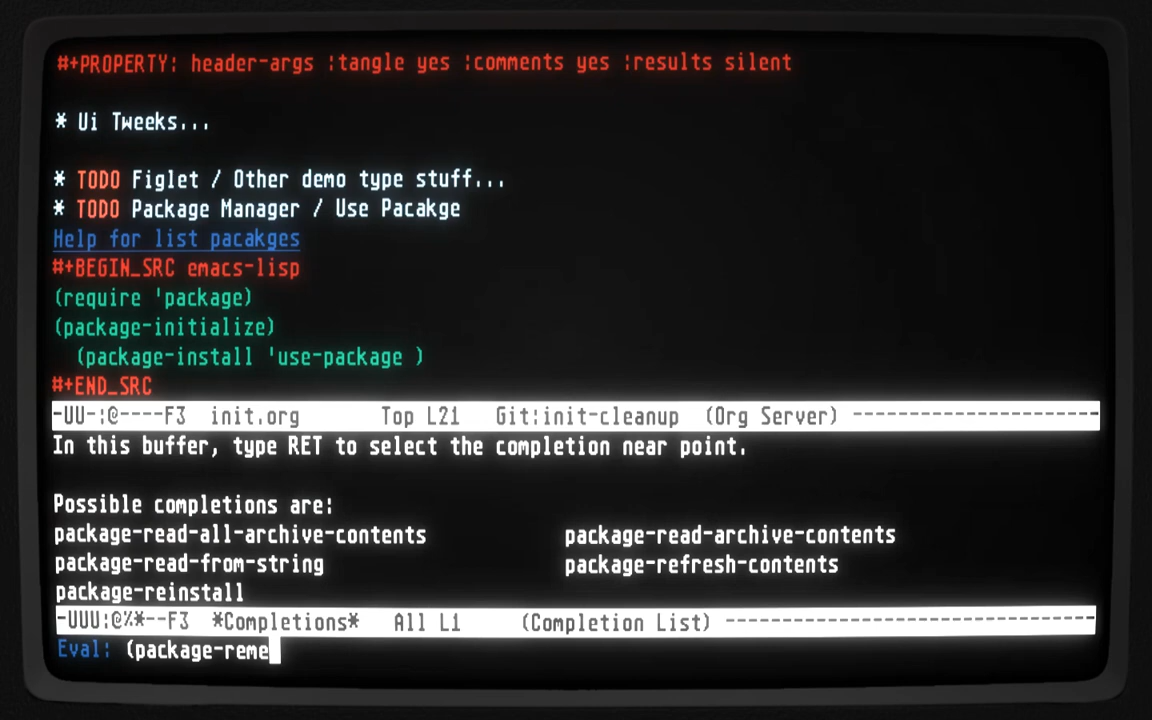 #+PROPERTY: header-args :tangle yes :comments yes :results silent
* Ui Tweeks...
* TODO Figlet / Other demo type stuff...
* TODO Package Manager / Use Pacakge
Help for list pacakges
#+BEGIN_SRC emacs-lisp
(require 'package)
(package-initialize)
  (package-install 'use-package )
#+END_SRC
-UU-:@----F3  init.org       Top L21   Git:init-cleanup  (Org Server) ----------------------
In this buffer, type RET to select the completion near point.
Possible completions are:
package-read-all-archive-contents            package-read-archive-contents
package-read-from-string                     package-refresh-contents
package-reinstall
-UUU:@%*--F3  *Completions*   All L1     (Completion List) ---------------------------------
Eval: (package-reme